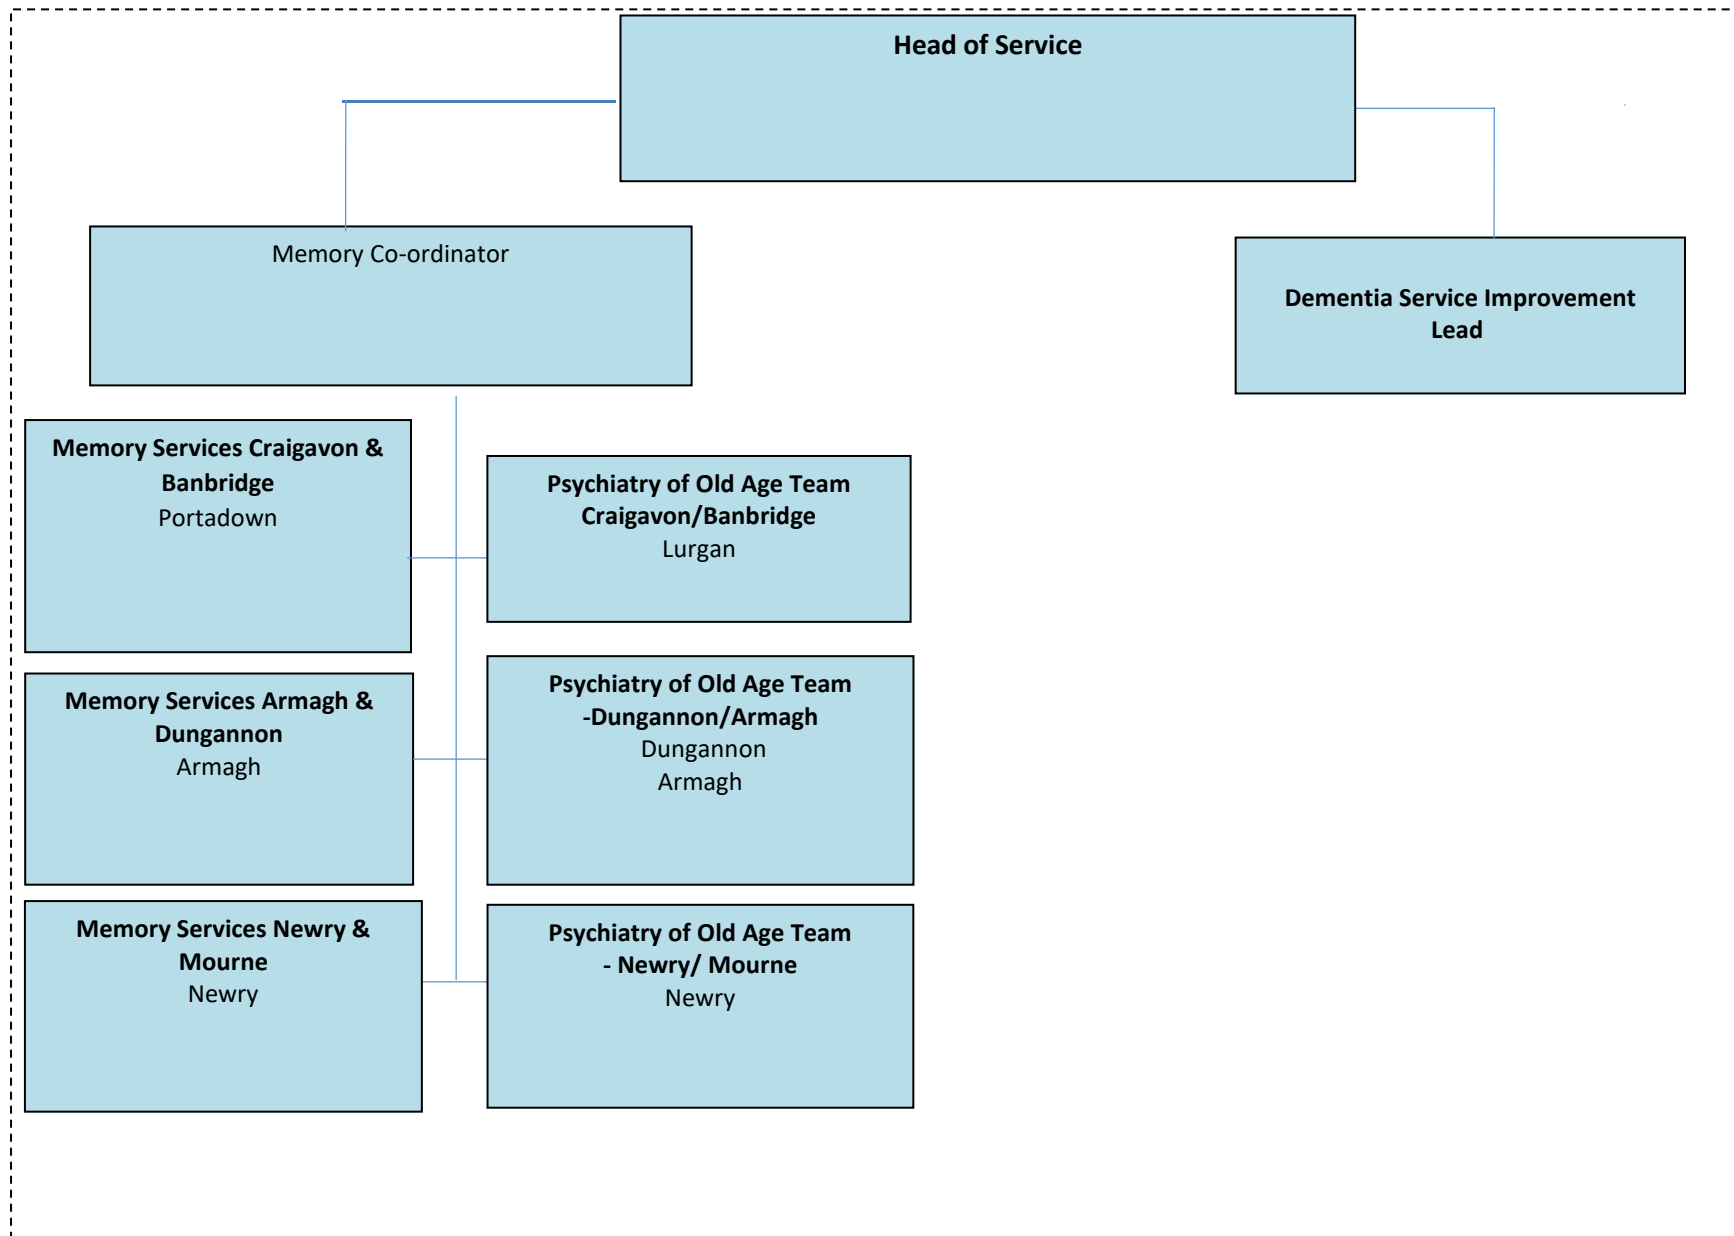 Head of Service
Memory Co-ordinator
Dementia Service Improvement
Lead
Memory Services Craigavon &
Banbridge
Portadown
Psychiatry of Old Age Team
Craigavon/Banbridge
Lurgan
Memory Services Armagh &
Dungannon
Armagh
Psychiatry of Old Age Team
-Dungannon/Armagh
Dungannon
Armagh
Memory Services Newry &
Mourne
Newry
Psychiatry of Old Age Team
- Newry/ Mourne
Newry